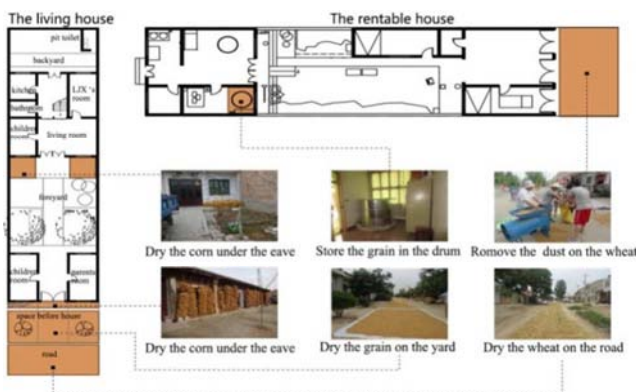 The living house
The rentable house
pit toilet
backyard
kitchen
LJX 's
room
bathroom
children
room
living room
foreyard
children
room
parents
room
space before house
road
Dry the corn under the eave
Store the grain in the drum
Romove the dust on the wheat
Dry the corn under the eave
Dry the grain on the yard
Dry the wheat on the road